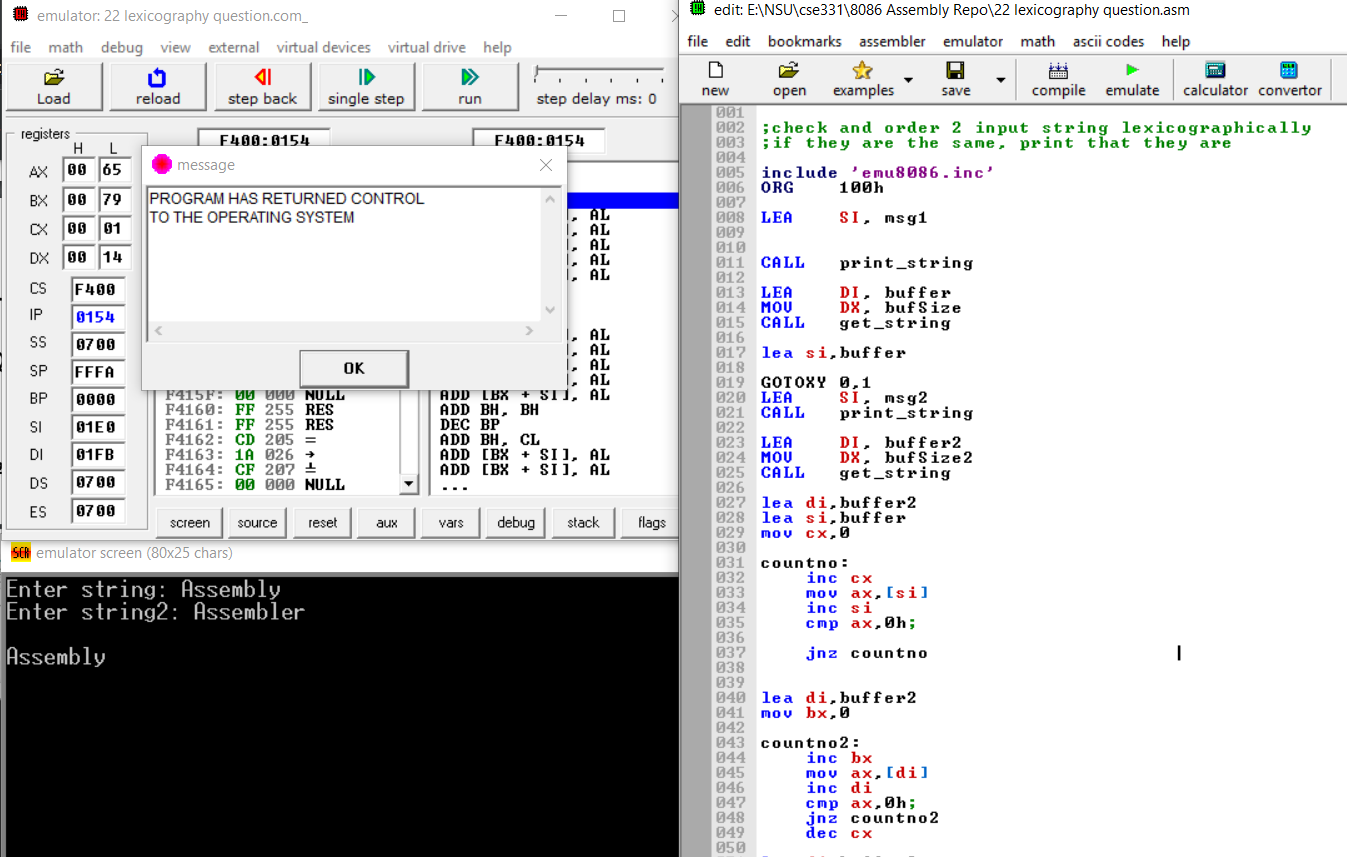 emulator: 22 lexicography question.com_
file math debug view external virtual devices virtual drive help
Load reload step back single step run step delay ms: 0
registers
H L
F400:0154 F400:0154
AX 00 65
BX 00 79
CX 00 01
DX 00 14
CS F400
IP 0154
SS 0700
SP FFFA
BP 0000
SI 01E0
DI 01FB
DS 0700
ES 0700
message
PROGRAM HAS RETURNED CONTROL
TO THE OPERATING SYSTEM
OK
], AL
], AL
], AL
], AL
], AL
], AL
], AL
], AL
], AL
F415F: 00 000 NULL ADD [BX + SI], AL
F4160: FF 255 RES ADD BH, BH
F4161: FF 255 RES DEC BP
F4162: CD 205 = ADD BH, CL
F4163: 1A 026 → ADD [BX + SI], AL
F4164: CF 207 ╧ ADD [BX + SI], AL
F4165: 00 000 NULL ...
screen source reset aux vars debug stack flags
SCR emulator screen (80x25 chars)
Enter string: Assembly
Enter string2: Assembler
Assembly
edit: E:\NSU\cse331\8086 Assembly Repo\22 lexicography question.asm
file edit bookmarks assembler emulator math ascii codes help
new open examples save compile emulate calculator convertor
001
002 ;check and order 2 input string lexicographically
003 ;if they are the same, print that they are
004
005 include 'emu8086.inc'
006 ORG 100h
007
008 LEA SI, msg1
009
010
011 CALL print_string
012
013 LEA DI, buffer
014 MOV DX, bufSize
015 CALL get_string
016
017 lea si,buffer
018
019 GOTOXY 0,1
020 LEA SI, msg2
021 CALL print_string
022
023 LEA DI, buffer2
024 MOV DX, bufSize2
025 CALL get_string
026
027 lea di,buffer2
028 lea si,buffer
029 mov cx,0
030
031 countno:
032 inc cx
033 mov ax,[si]
034 inc si
035 cmp ax,0h;
036
037 jnz countno
038
039
040 lea di,buffer2
041 mov bx,0
042
043 countno2:
044 inc bx
045 mov ax,[di]
046 inc di
047 cmp ax,0h;
048 jnz countno2
049 dec cx
050